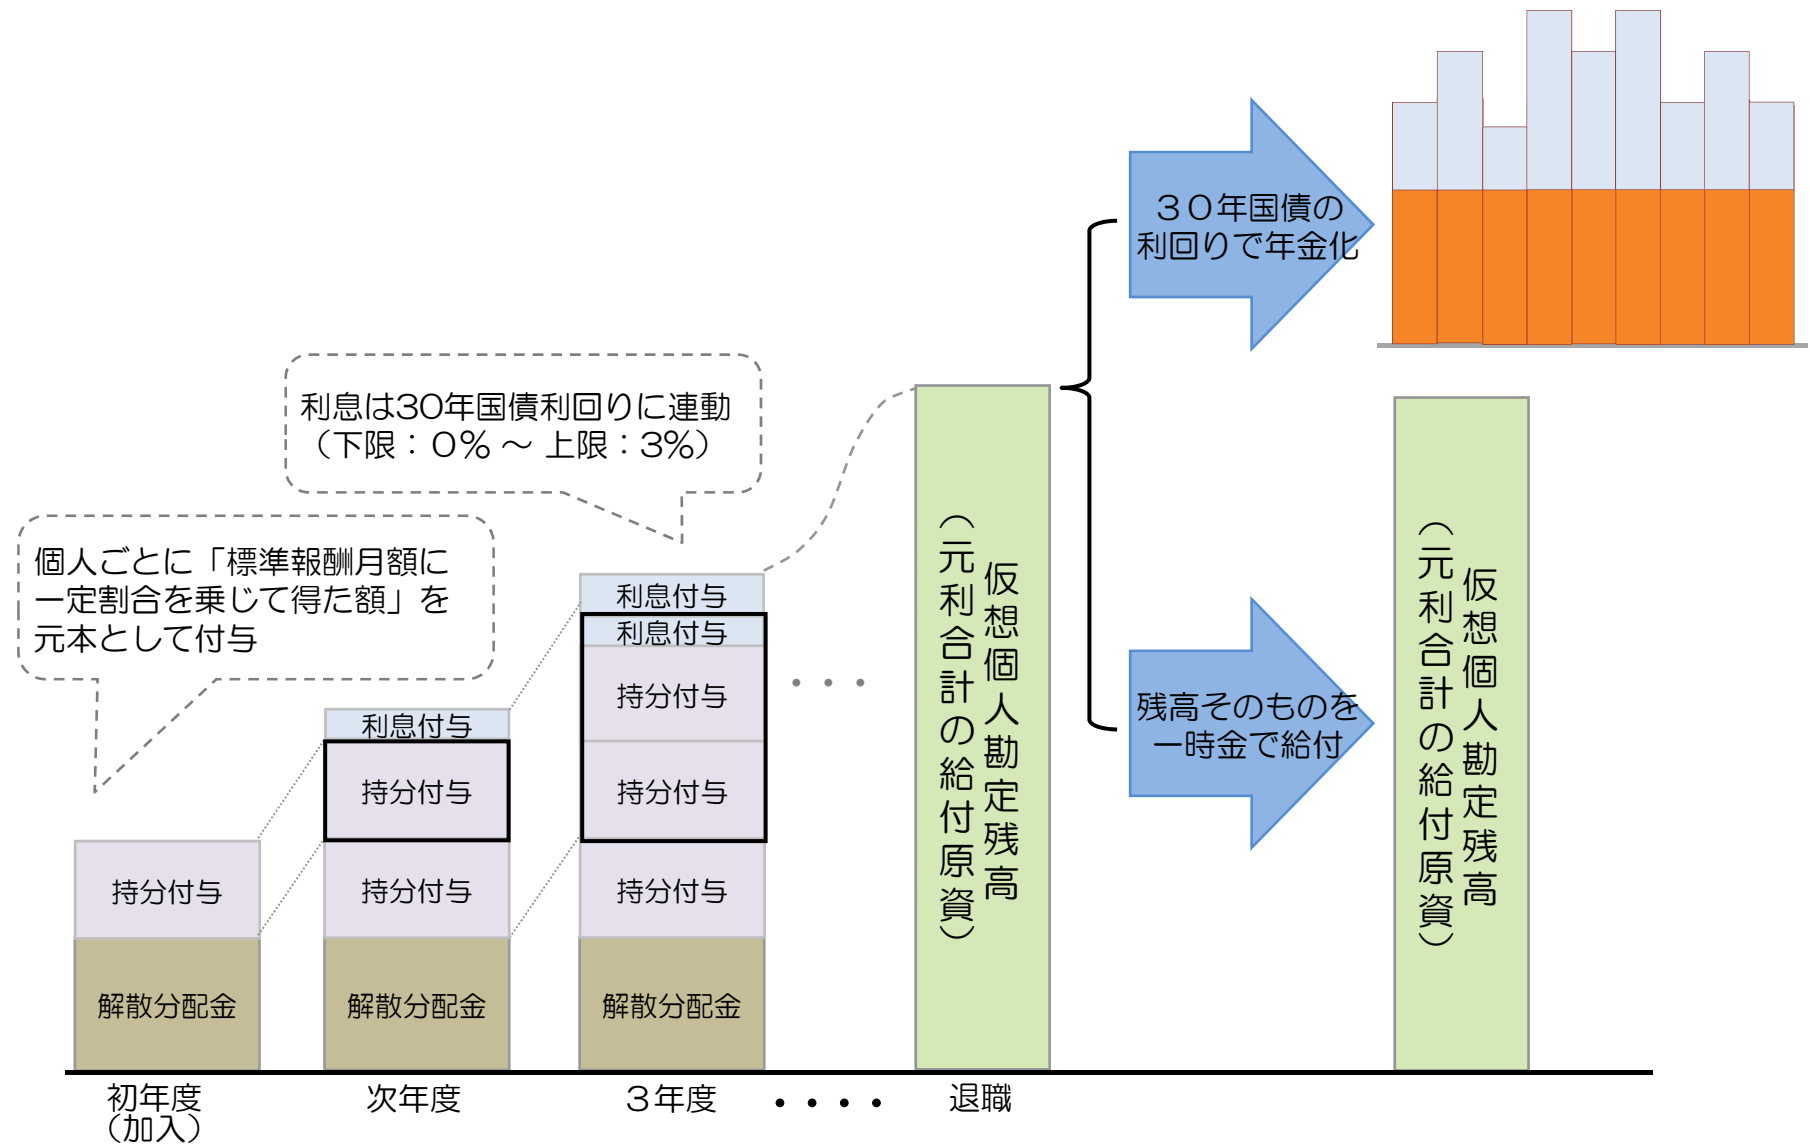 30年国債の
利回りで年金化
利息は30年国債利回りに連動
(下限：0% ～ 上限：3%)
個人ごとに「標準報酬月額に
一定割合を乗じて得た額」を
元本として付与
利息付与
利息付与
持分付与
持分付与
持分付与
解散分配金
利息付与
持分付与
持分付与
解散分配金
持分付与
解散分配金
・・・
仮想個人勘定残高
(元利合計の給付原資)
残高そのものを
一時金で給付
仮想個人勘定残高
(元利合計の給付原資)
初年度
(加入)
次年度
3年度
・・・・
退職